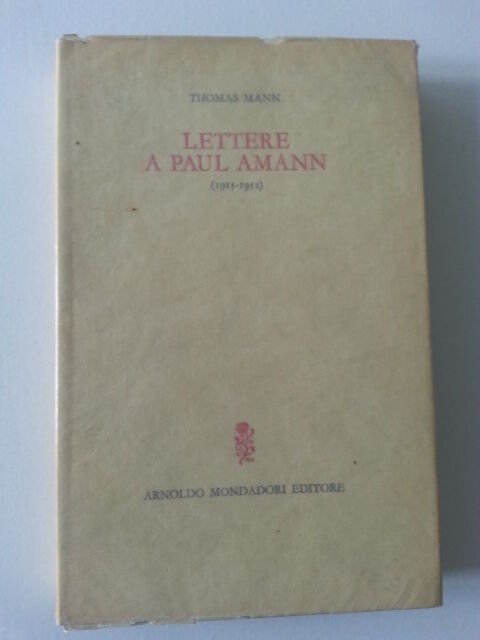 THOMAS MANN
LETTERE
A PAUL AMANN
(1915-1952)
ARNOLDO MONDADORI EDITORE